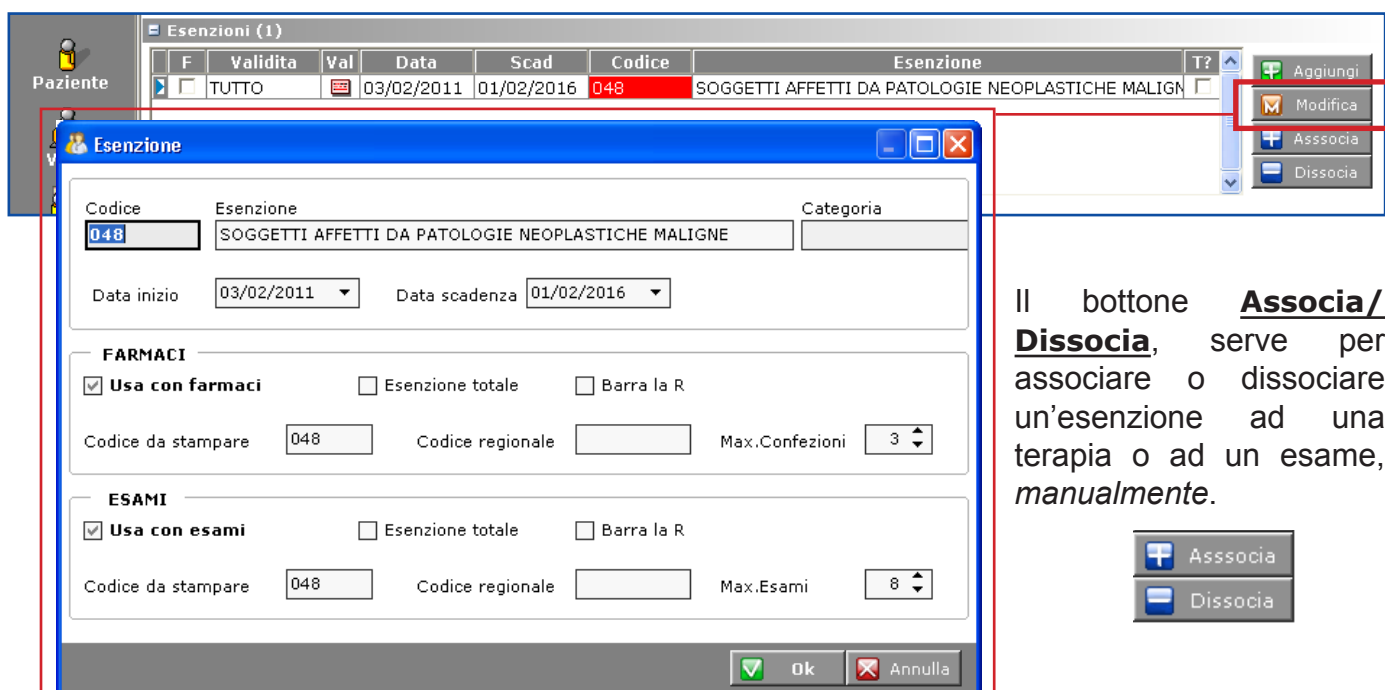 Esenzioni (1)
F Validita Val Data Scad Codice Esenzione T?
TUTTO 03/02/2011 01/02/2016 048 SOGGETTI AFFETTI DA PATOLOGIE NEOPLASTICHE MALIGN
Paziente
Aggiungi
Modifica
Asssocia
Dissocia
Esenzione
Codice Esenzione Categoria
048 SOGGETTI AFFETTI DA PATOLOGIE NEOPLASTICHE MALIGNE
Data inizio 03/02/2011 Data scadenza 01/02/2016
FARMACI
Usa con farmaci Esenzione totale Barra la R
Codice da stampare 048 Codice regionale Max.Confezioni 3
ESAMI
Usa con esami Esenzione totale Barra la R
Codice da stampare 048 Codice regionale Max.Esami 8
Ok Annulla
Il bottone Associa/
Dissocia, serve per
associare o dissociare
un'esenzione ad una
terapia o ad un esame,
manualmente.
Asssocia
Dissocia